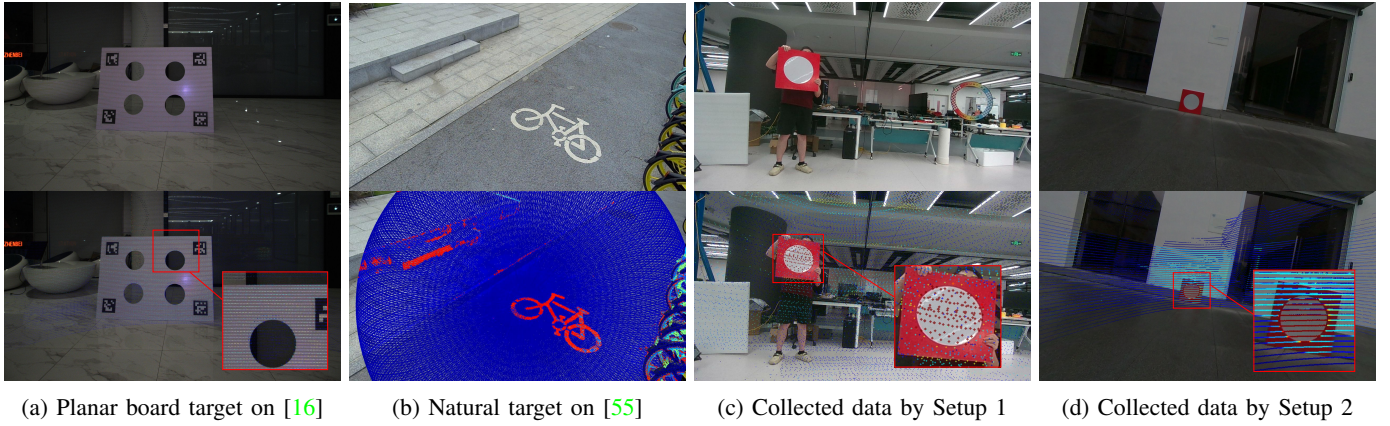 (a) Planar board target on [16]
(b) Natural target on [55]
(c) Collected data by Setup 1
(d) Collected data by Setup 2